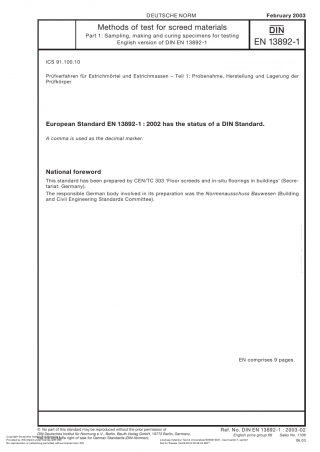 DEUTSCHE NORM
February 2003
Methods of test for screed materials
Part 1: Sampling, making and curing specimens for testing
English version of DIN EN 13892-1
DIN
EN 13892-1
ICS 91.100.10
Prüfverfahren für Estrichmörtel und Estrichmassen – Teil 1: Probenahme, Herstellung und Lagerung der
Prüfkörper
European Standard EN 13892-1 : 2002 has the status of a DIN Standard.
A comma is used as the decimal marker.
National foreword
This standard has been prepared by CEN/TC 303 'Floor screeds and in-situ floorings in buildings' (Secre-
tariat: Germany).
The responsible German body involved in its preparation was the Normenausschuss Bauwesen (Building
and Civil Engineering Standards Committee).
EN comprises 9 pages.
© No part of this standard may be reproduced without the prior permission of
DIN Deutsches Institut für Normung e. V., Berlin. Beuth Verlag GmbH, 10772 Berlin, Germany,
right of sale for German Standards (DIN-Normen).
Ref. No. DIN EN 13892-1 : 2003-02
English price group 08 Sales No. 1108
06.03